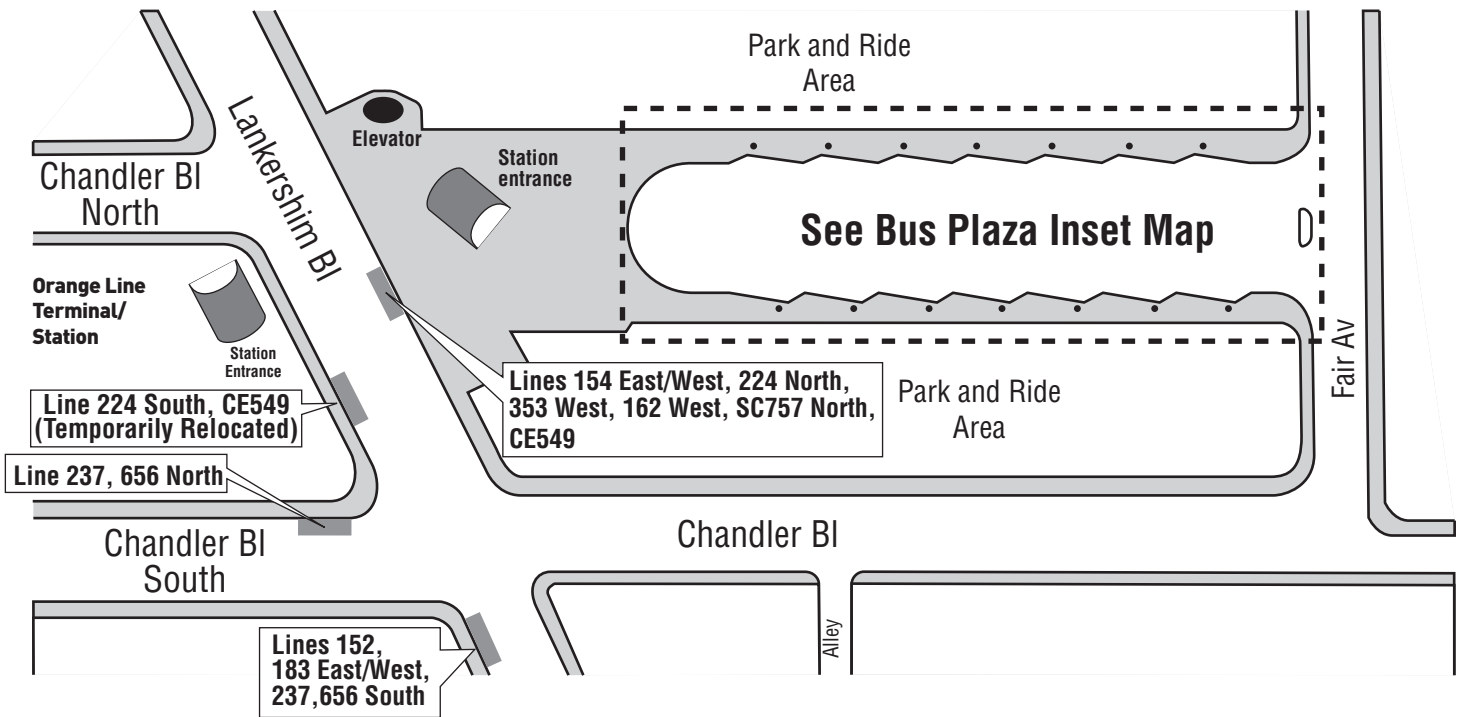 Park and Ride
Area
Lankershim Bl
Elevator
Station
entrance
Chandler Bl
North
See Bus Plaza Inset Map
Orange Line
Terminal/
Station
Station
Entrance
Fair Av
Lines 154 East/West, 224 North,
353 West, 162 West, SC757 North,
CE549
Park and Ride
Area
Line 224 South, CE549
(Temporarily Relocated)
Line 237, 656 North
Chandler Bl
South
Chandler Bl
Alley
Lines 152,
183 East/West,
237,656 South